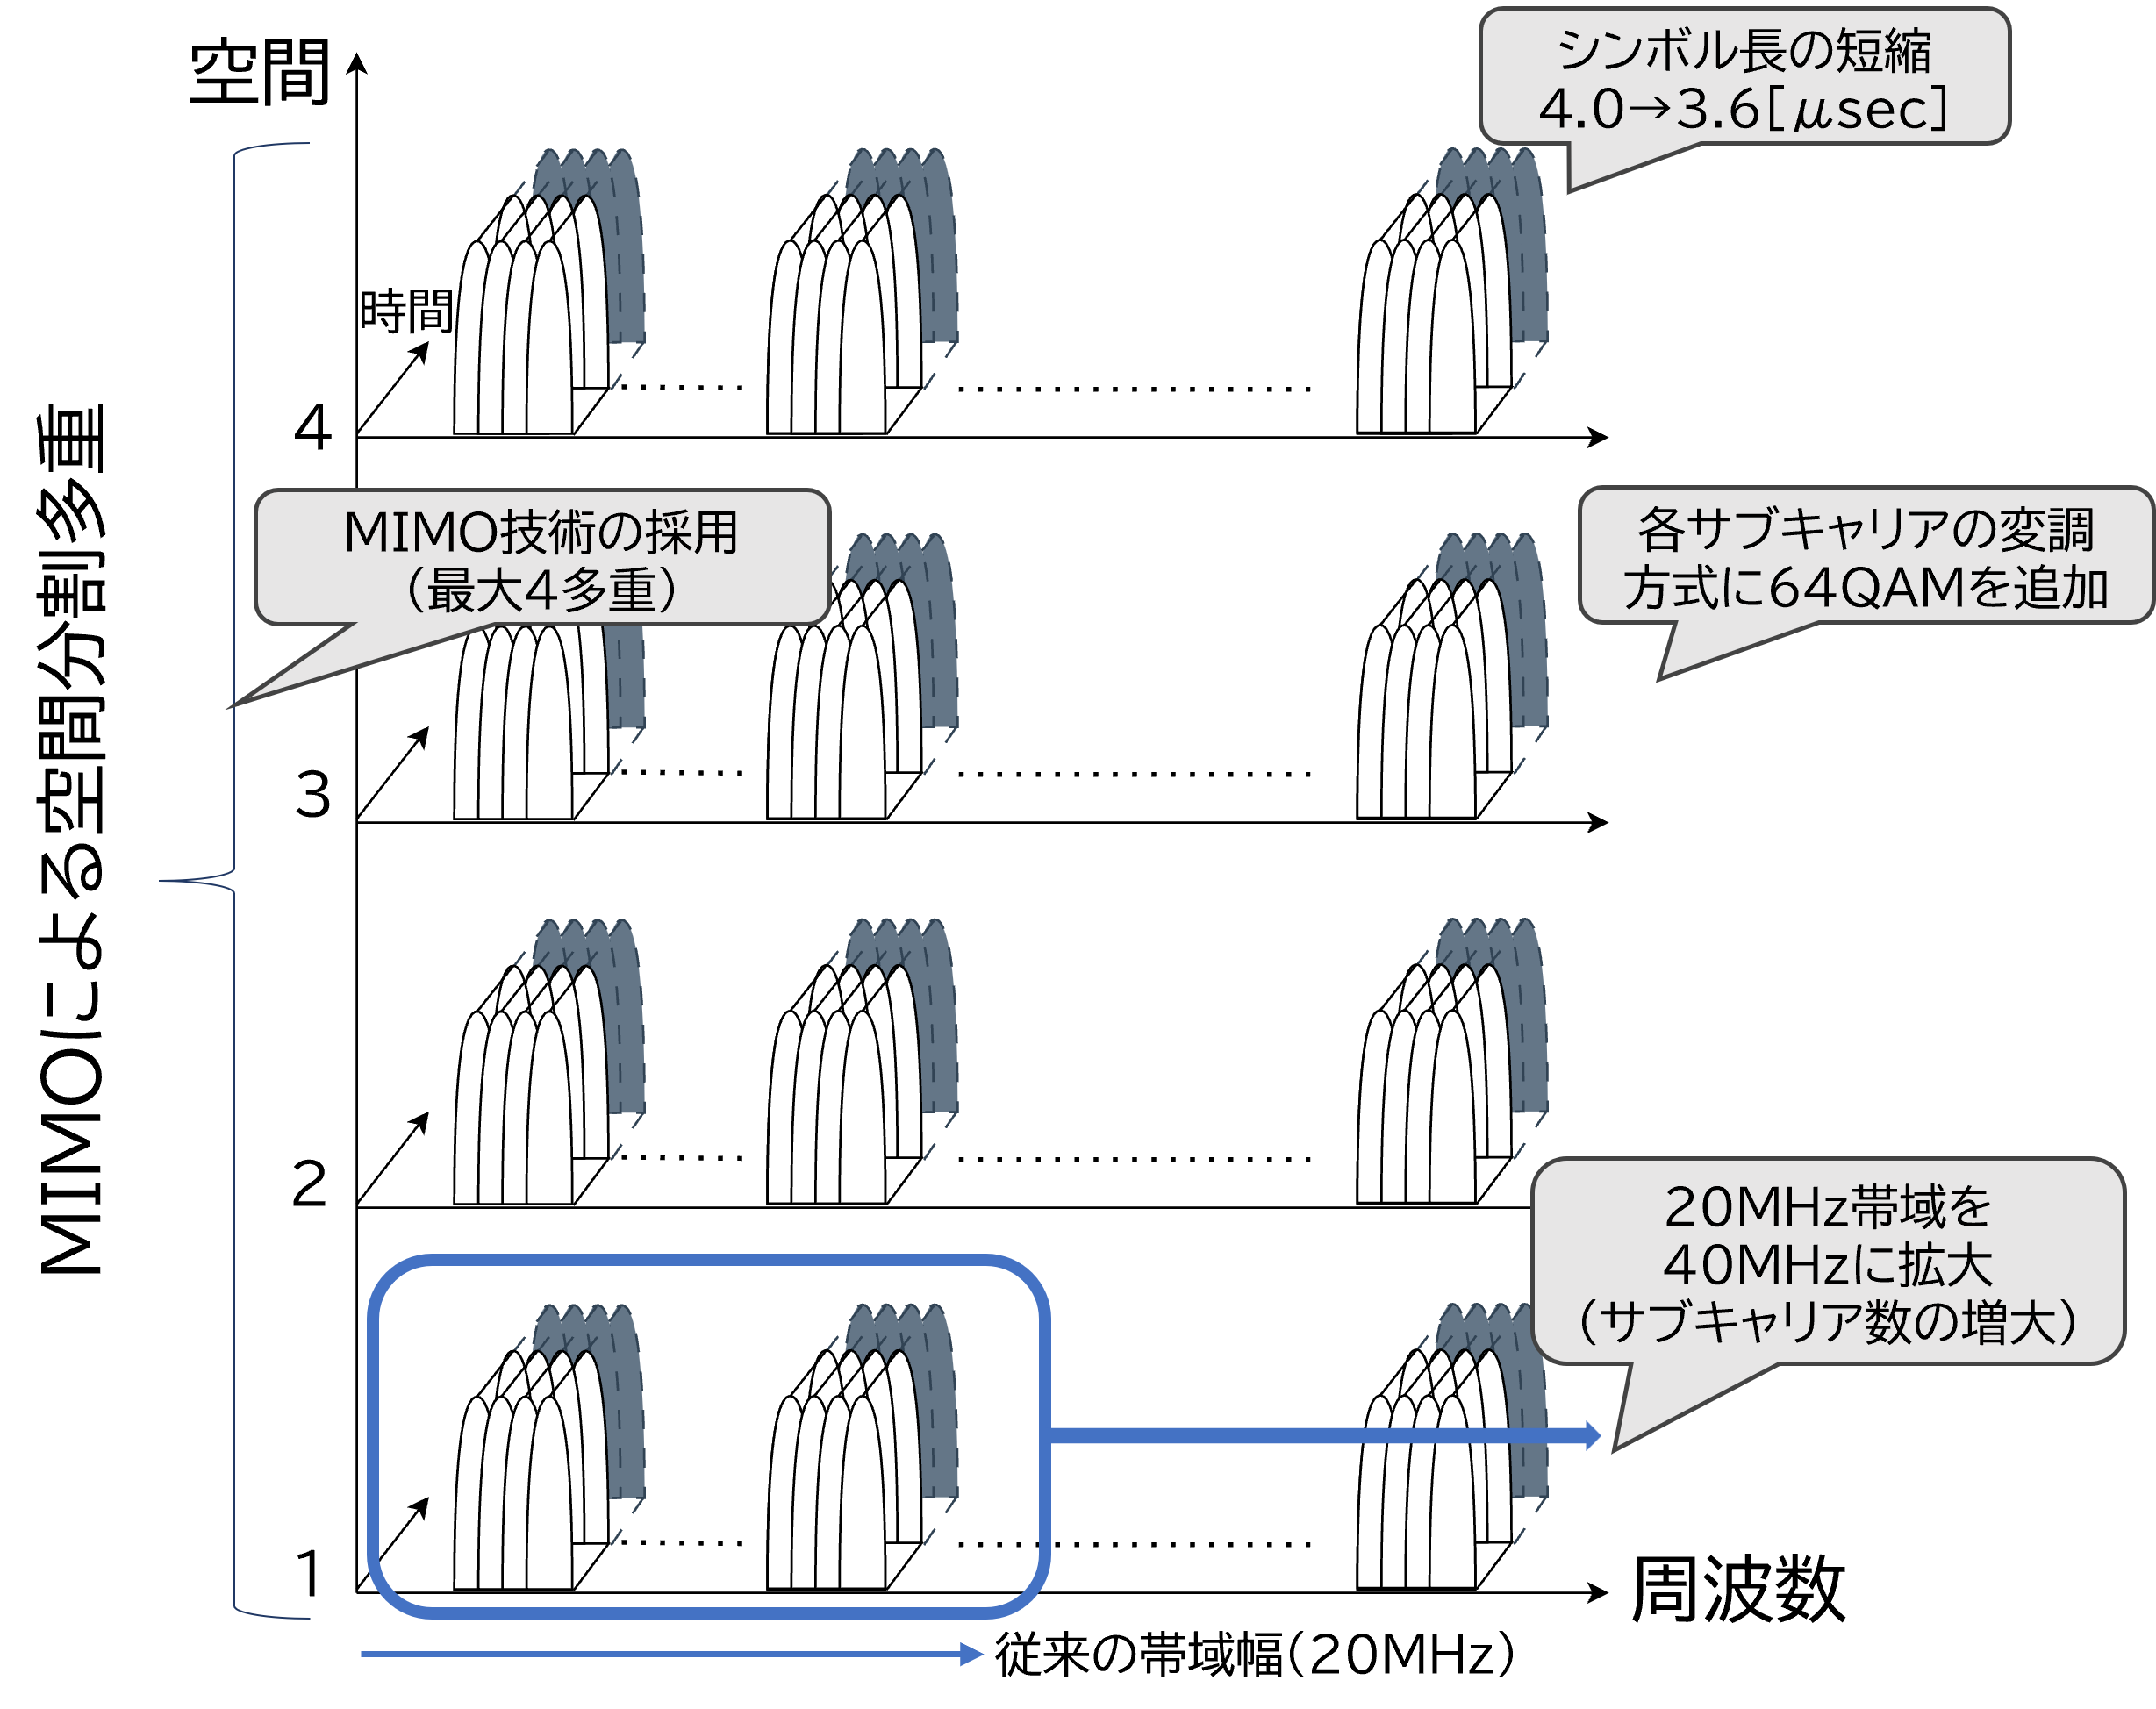 空間
シンボル長の短縮
4.0→3.6[μsec]
時間
4
MIMO技術の採用
（最大4多重）
各サブキャリアの変調
方式に64QAMを追加
3
MIMOによる空間分割多重
2
20MHz帯域を
40MHzに拡大
（サブキャリア数の増大）
1
周波数
従来の帯域幅（20MHz）